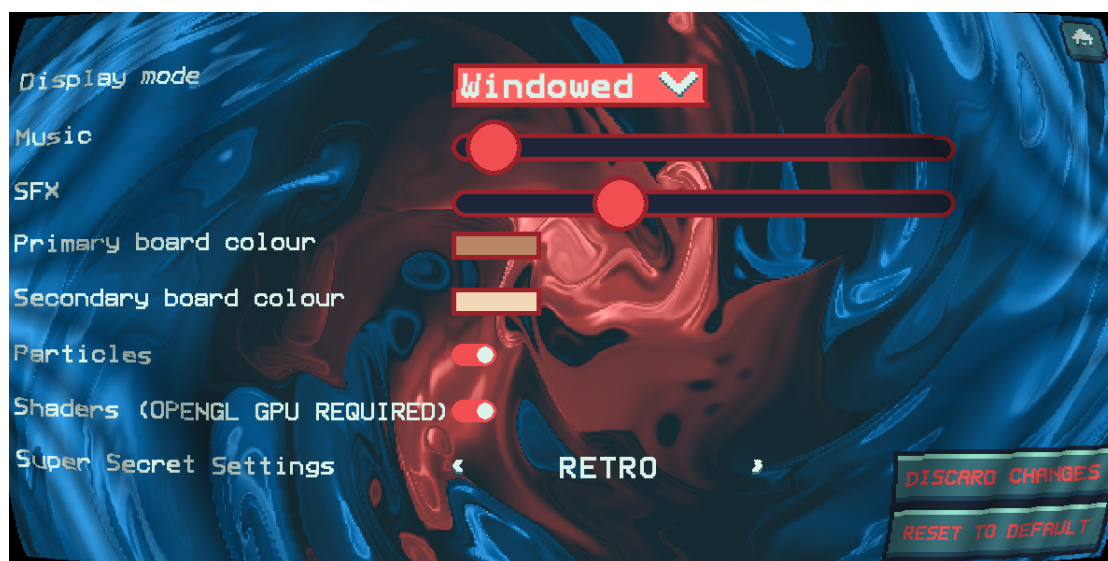 Display mode
Windowed
Music
SFX
Primary board colour
Secondary board colour
Particles
Shaders (OPENGL GPU REQUIRED)
Super Secret Settings
RETRO
DISCARD CHANGES
RESET TO DEFAULT